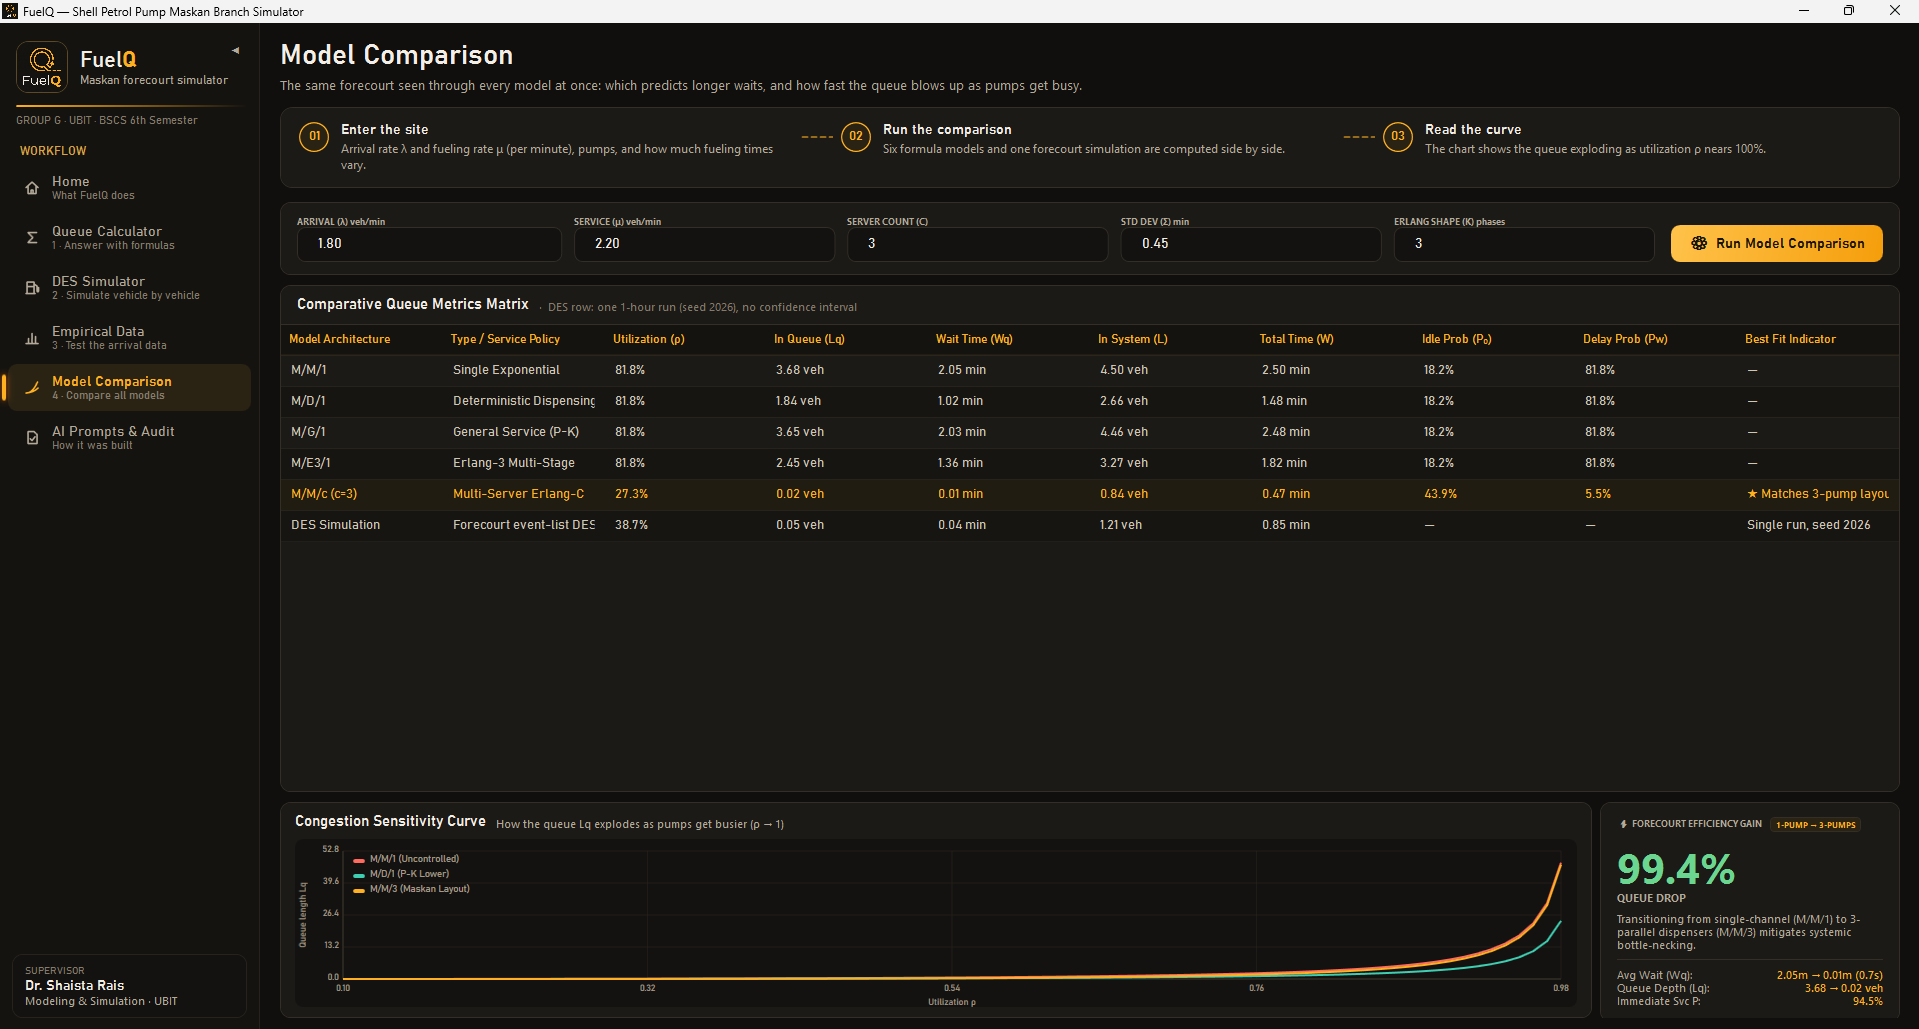 FuelQ — Shell Petrol Pump Maskan Branch Simulator
FuelQ
FuelQ
Maskan forecourt simulator
GROUP G · UBIT · BSCS 6th Semester
WORKFLOW
Home
What FuelQ does
Queue Calculator
1 · Answer with formulas
DES Simulator
2 · Simulate vehicle by vehicle
Empirical Data
3 · Test the arrival data
Model Comparison
4 · Compare all models
AI Prompts & Audit
How it was built
SUPERVISOR
Dr. Shaista Rais
Modeling & Simulation · UBIT
Model Comparison
The same forecourt seen through every model at once: which predicts longer waits, and how fast the queue blows up as pumps get busy.
01 Enter the site
Arrival rate λ and fueling rate μ (per minute), pumps, and how much fueling times
vary.
02 Run the comparison
Six formula models and one forecourt simulation are computed side by side.
03 Read the curve
The chart shows the queue exploding as utilization ρ nears 100%.
ARRIVAL (λ) veh/min SERVICE (μ) veh/min SERVER COUNT (C) STD DEV (Σ) min ERLANG SHAPE (K) phases
1.80 2.20 3 0.45 3 Run Model Comparison
Comparative Queue Metrics Matrix · DES row: one 1-hour run (seed 2026), no confidence interval
Model Architecture Type / Service Policy Utilization (ρ) In Queue (Lq) Wait Time (Wq) In System (L) Total Time (W) Idle Prob (P₀) Delay Prob (Pw) Best Fit Indicator
M/M/1 Single Exponential 81.8% 3.68 veh 2.05 min 4.50 veh 2.50 min 18.2% 81.8% —
M/D/1 Deterministic Dispensing 81.8% 1.84 veh 1.02 min 2.66 veh 1.48 min 18.2% 81.8% —
M/G/1 General Service (P-K) 81.8% 3.65 veh 2.03 min 4.46 veh 2.48 min 18.2% 81.8% —
M/E3/1 Erlang-3 Multi-Stage 81.8% 2.45 veh 1.36 min 3.27 veh 1.82 min 18.2% 81.8% —
M/M/c (c=3) Multi-Server Erlang-C 27.3% 0.02 veh 0.01 min 0.84 veh 0.47 min 43.9% 5.5% ★ Matches 3-pump layou
DES Simulation Forecourt event-list DES 38.7% 0.05 veh 0.04 min 1.21 veh 0.85 min — — Single run, seed 2026
Congestion Sensitivity Curve How the queue Lq explodes as pumps get busier (ρ → 1)
M/M/1 (Uncontrolled)
M/D/1 (P-K Lower)
M/M/3 (Maskan Layout)
Queue length Lq
52.8
39.6
26.4
13.2
0.0
0.10 0.32 0.54 0.76 0.98
Utilization ρ
FORECOURT EFFICIENCY GAIN 1-PUMP → 3-PUMPS
99.4%
QUEUE DROP
Transitioning from single-channel (M/M/1) to 3-
parallel dispensers (M/M/3) mitigates systemic
bottle-necking.
Avg Wait (Wq): 2.05m → 0.01m (0.7s)
Queue Depth (Lq): 3.68 → 0.02 veh
Immediate Svc P: 94.5%